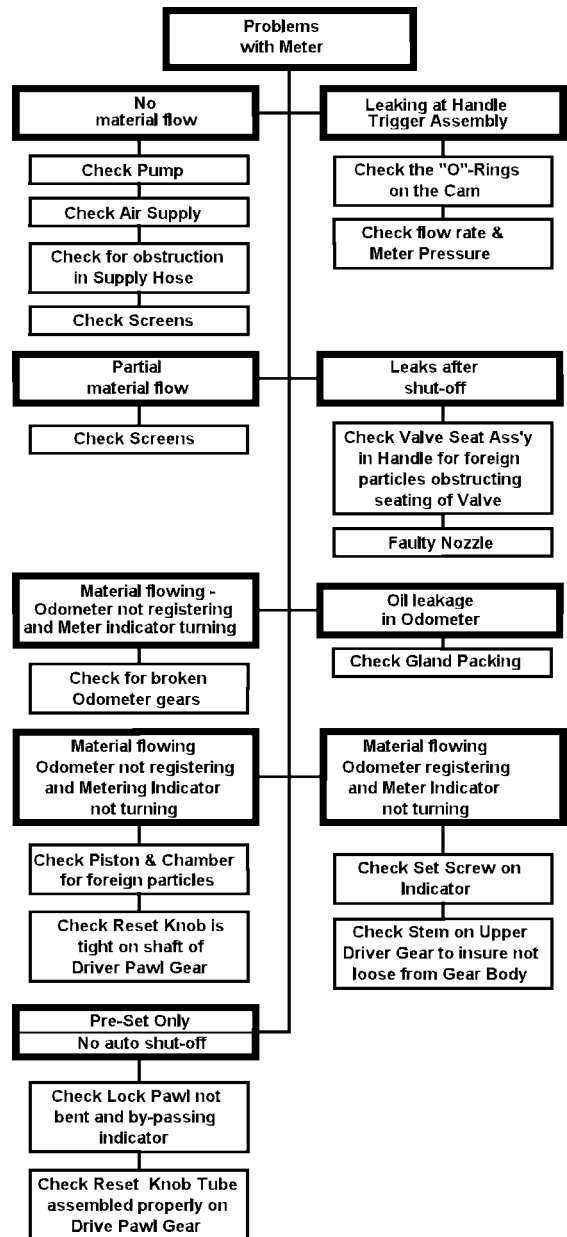 Problems
with Meter
No
material flow
Check Pump
Check Air Supply
Check for obstruction
in Supply Hose
Check Screens
Leaking at Handle
Trigger Assembly
Check the "O"-Rings
on the Cam
Check flow rate &
Meter Pressure
Partial
material flow
Check Screens
Leaks after
shut-off
Check Valve Seat Ass'y
in Handle for foreign
particles obstructing
seating of Valve
Faulty Nozzle
Material flowing -
Odometer not registering
and Meter indicator turning
Check for broken
Odometer gears
Oil leakage
in Odometer
Check Gland Packing
Material flowing
Odometer not registering
and Metering Indicator
not turning
Check Piston & Chamber
for foreign particles
Check Reset Knob is
tight on shaft of
Driver Pawl Gear
Material flowing
Odometer registering
and Meter Indicator
not turning
Check Set Screw on
Indicator
Check Stem on Upper
Driver Gear to insure not
loose from Gear Body
Pre-Set Only
No auto shut-off
Check Lock Pawl not
bent and by-passing
indicator
Check Reset Knob Tube
assembled properly on
Drive Pawl Gear